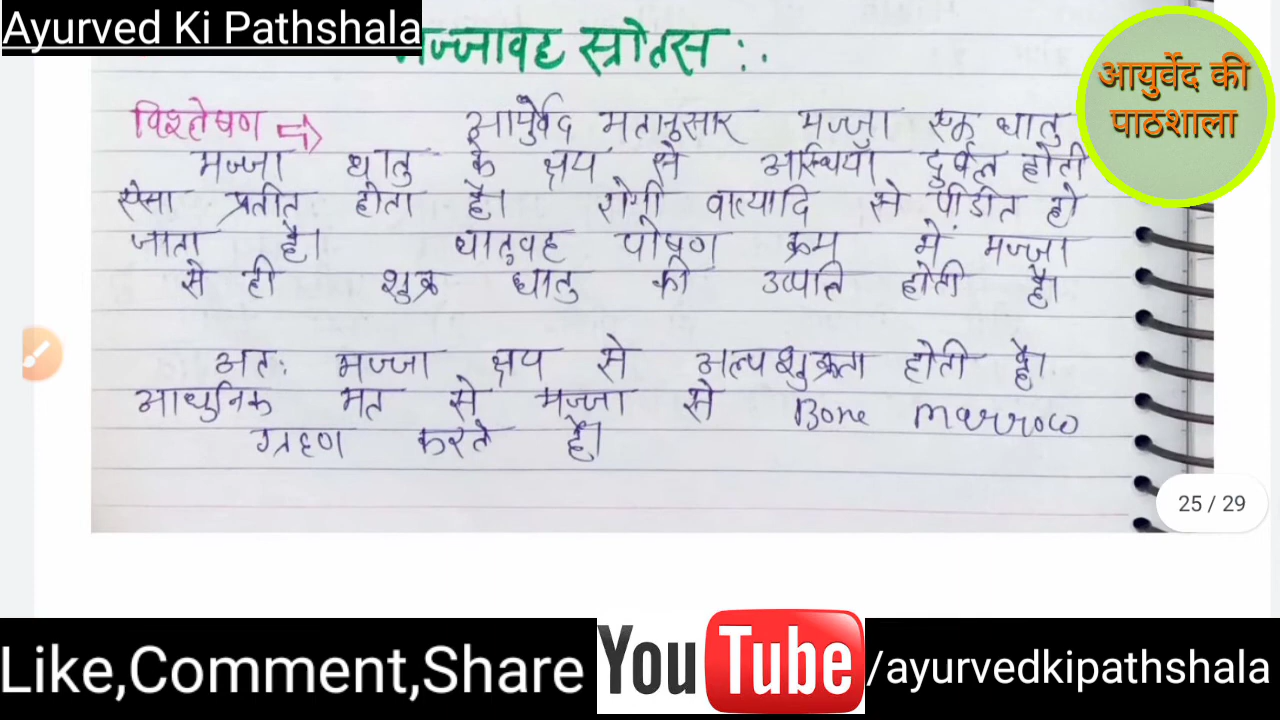 Ayurved Ki Pathshala
मज्जावह स्रोतस :.
आयुर्वेद की
पाठशाला
विश्लेषण ⇨ आयुर्वेद मतानुसार मज्जा एक धातु
मज्जा धातु के क्षय से अस्थियां दुर्बल होती
ऐसा प्रतीत होता है। रोगी वात्यादि से पीडीत हो
जाता है। धातुवह पोषण क्रम में मज्जा
से ही शुक्र धातु की उत्पति होती है।
अतः मज्जा क्षय से अल्पशुक्रता होती है।
आधुनिक मत से मज्जा से Bone marrow
ग्रहण करते है।
25 / 29
Like,Comment,Share YouTube /ayurvedkipathshala